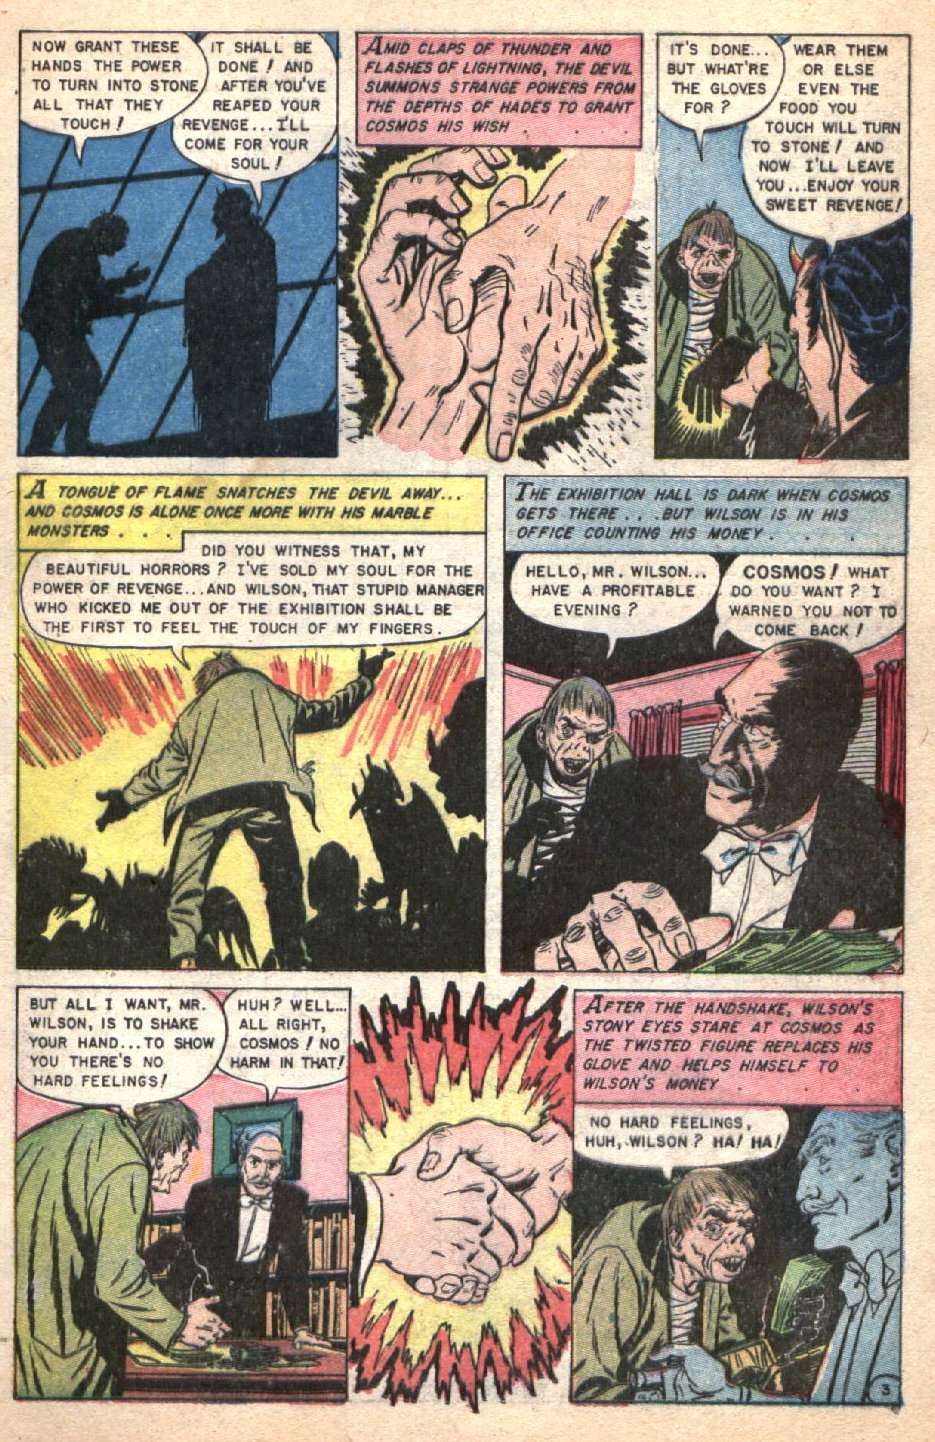 NOW GRANT THESE
HANDS THE POWER
TO TURN INTO STONE
ALL THAT THEY
TOUCH!
IT SHALL BE
DONE! AND
AFTER YOU'VE
REAPED YOUR
REVENGE...I'LL
COME FOR YOUR
SOUL!
AMID CLAPS OF THUNDER AND
FLASHES OF LIGHTNING, THE DEVIL
SUMMONS STRANGE POWERS FROM
THE DEPTHS OF HADES TO GRANT
COSMOS HIS WISH . . .
IT'S DONE...
BUT WHAT'RE
THE GLOVES
FOR?
WEAR THEM
OR ELSE
EVEN THE
FOOD YOU
TOUCH WILL TURN
TO STONE! AND
NOW I'LL LEAVE
YOU...ENJOY YOUR
SWEET REVENGE!
A TONGUE OF FLAME SNATCHES THE DEVIL AWAY...
AND COSMOS IS ALONE ONCE MORE WITH HIS MARBLE
MONSTERS . . .
DID YOU WITNESS THAT, MY
BEAUTIFUL HORRORS? I'VE SOLD MY SOUL FOR THE
POWER OF REVENGE...AND WILSON, THAT STUPID MANAGER
WHO KICKED ME OUT OF THE EXHIBITION SHALL BE
THE FIRST TO FEEL THE TOUCH OF MY FINGERS.
THE EXHIBITION HALL IS DARK WHEN COSMOS
GETS THERE . . . BUT WILSON IS IN HIS
OFFICE COUNTING HIS MONEY . . .
HELLO, MR. WILSON...
HAVE A PROFITABLE
EVENING?
COSMOS! WHAT
DO YOU WANT? I
WARNED YOU NOT TO
COME BACK!
BUT ALL I WANT, MR.
WILSON, IS TO SHAKE
YOUR HAND...TO SHOW
YOU THERE'S NO
HARD FEELINGS!
HUH? WELL...
ALL RIGHT,
COSMOS! NO
HARM IN THAT!
AFTER THE HANDSHAKE, WILSON'S
STONY EYES STARE AT COSMOS AS
THE TWISTED FIGURE REPLACES HIS
GLOVE AND HELPS HIMSELF TO
WILSON'S MONEY . . .
NO HARD FEELINGS,
HUH, WILSON? HA! HA!
3